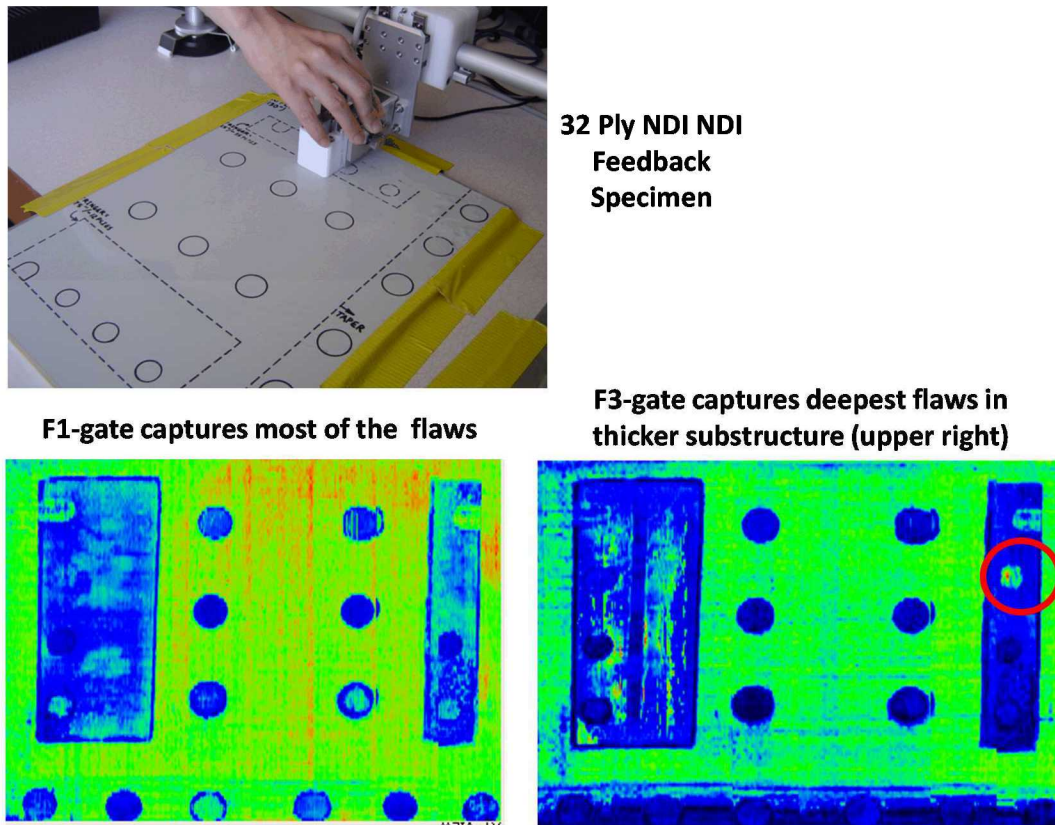 32 Ply NDI NDI
Feedback
Specimen
TAPER
F1-gate captures most of the flaws
F3-gate captures deepest flaws in
thicker substructure (upper right)